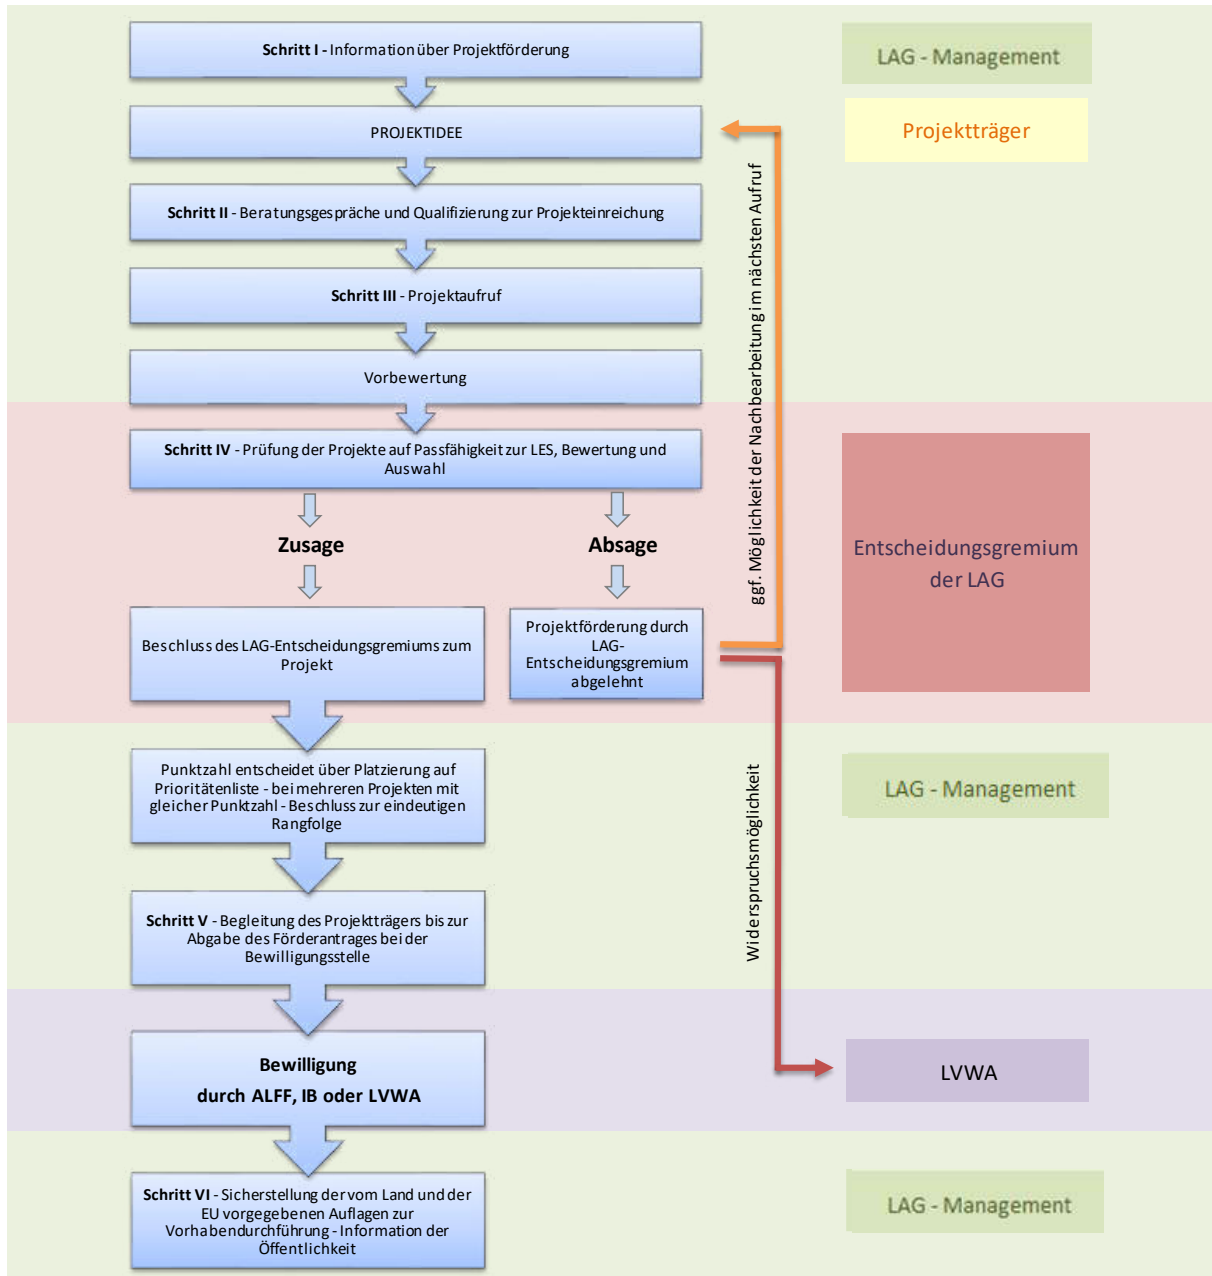 Schritt I - Information über Projektförderung
LAG - Management
PROJEKTIDEE
Projektträger
Schritt II - Beratungsgespräche und Qualifizierung zur Projekteinreichung
Schritt III - Projektaufruf
Vorbewertung
ggf. Möglichkeit der Nachbearbeitung im nächsten Aufruf
Schritt IV - Prüfung der Projekte auf Passfähigkeit zur LES, Bewertung und
Auswahl
Zusage
Absage
Entscheidungsgremium
der LAG
Beschluss des LAG-Entscheidungsgremiums zum
Projekt
Projektförderung durch
LAG-
Entscheidungsgremium
abgelehnt
Punktzahl entscheidet über Platzierung auf
Prioritätenliste - bei mehreren Projekten mit
gleicher Punktzahl - Beschluss zur eindeutigen
Rangfolge
Widerspruchsmöglichkeit
LAG - Management
Schritt V - Begleitung des Projektträgers bis zur
Abgabe des Förderantrages bei der
Bewilligungsstelle
Bewilligung
durch ALFF, IB oder LVWA
LVWA
Schritt VI - Sicherstellung der vom Land und der
EU vorgegebenen Auflagen zur
Vorhabendurchführung - Information der
Öffentlichkeit
LAG - Management